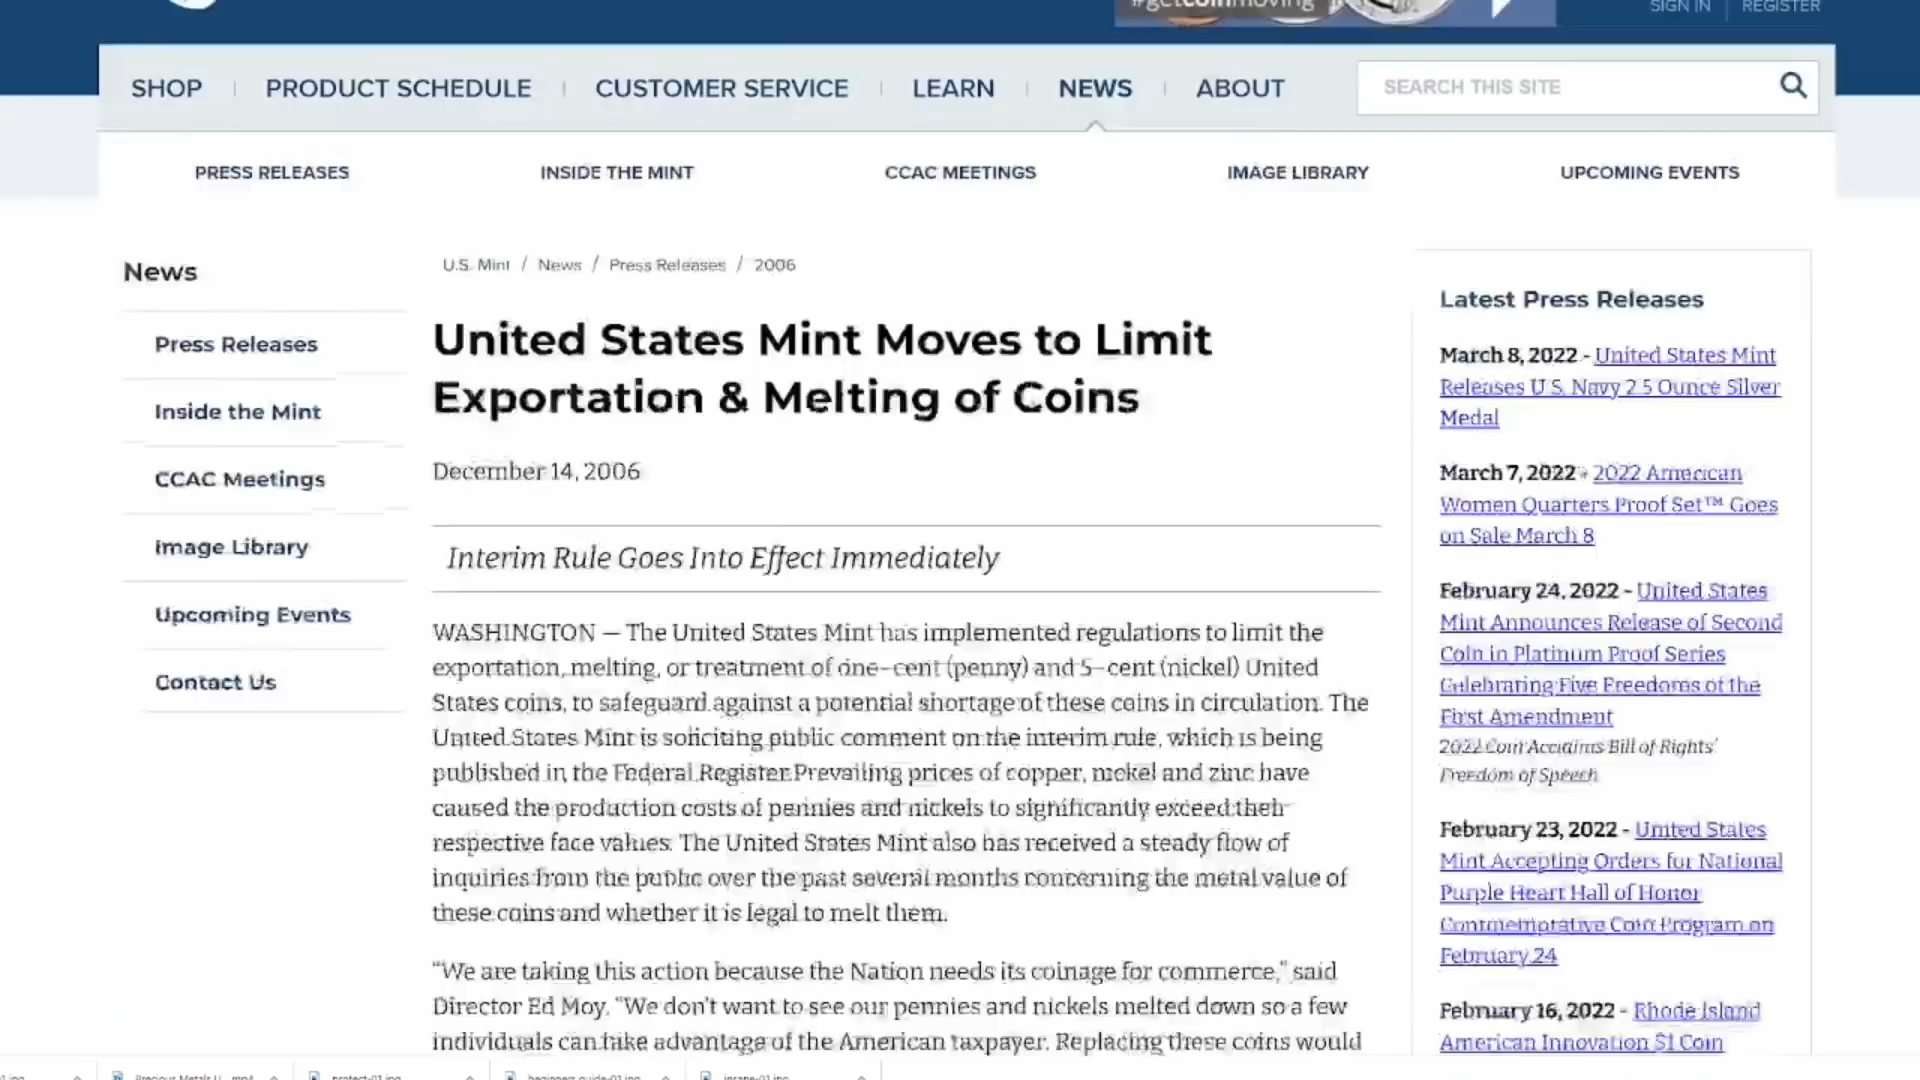 #getcoinmoving
SIGN IN | REGISTER
SHOP
PRODUCT SCHEDULE
CUSTOMER SERVICE
LEARN
NEWS
ABOUT
SEARCH THIS SITE
PRESS RELEASES
INSIDE THE MINT
CCAC MEETINGS
IMAGE LIBRARY
UPCOMING EVENTS
News
Press Releases
Inside the Mint
CCAC Meetings
Image Library
Upcoming Events
Contact Us
U.S. Mint / News / Press Releases / 2006
United States Mint Moves to Limit
Exportation & Melting of Coins
December 14, 2006
Interim Rule Goes Into Effect Immediately
WASHINGTON — The United States Mint has implemented regulations to limit the
exportation, melting, or treatment of one-cent (penny) and 5-cent (nickel) United
States coins, to safeguard against a potential shortage of these coins in circulation. The
United States Mint is soliciting public comment on the interim rule, which is being
published in the Federal Register.Prevailing prices of copper, nickel and zinc have
caused the production costs of pennies and nickels to significantly exceed their
respective face values. The United States Mint also has received a steady flow of
inquiries from the public over the past several months concerning the metal value of
these coins and whether it is legal to melt them.
“We are taking this action because the Nation needs its coinage for commerce,” said
Director Ed Moy. “We don’t want to see our pennies and nickels melted down so a few
individuals can take advantage of the American taxpayer. Replacing these coins would
Latest Press Releases
March 8, 2022 - United States Mint
Releases U.S. Navy 2.5 Ounce Silver
Medal
March 7, 2022 - 2022 American
Women Quarters Proof Set™ Goes
on Sale March 8
February 24, 2022 - United States
Mint Announces Release of Second
Coin in Platinum Proof Series
Celebrating Five Freedoms of the
First Amendment
2022 Coin Acclaims Bill of Rights’
Freedom of Speech
February 23, 2022 - United States
Mint Accepting Orders for National
Purple Heart Hall of Honor
Commemorative Coin Program on
February 24
February 16, 2022 - Rhode Island
American Innovation $1 Coin